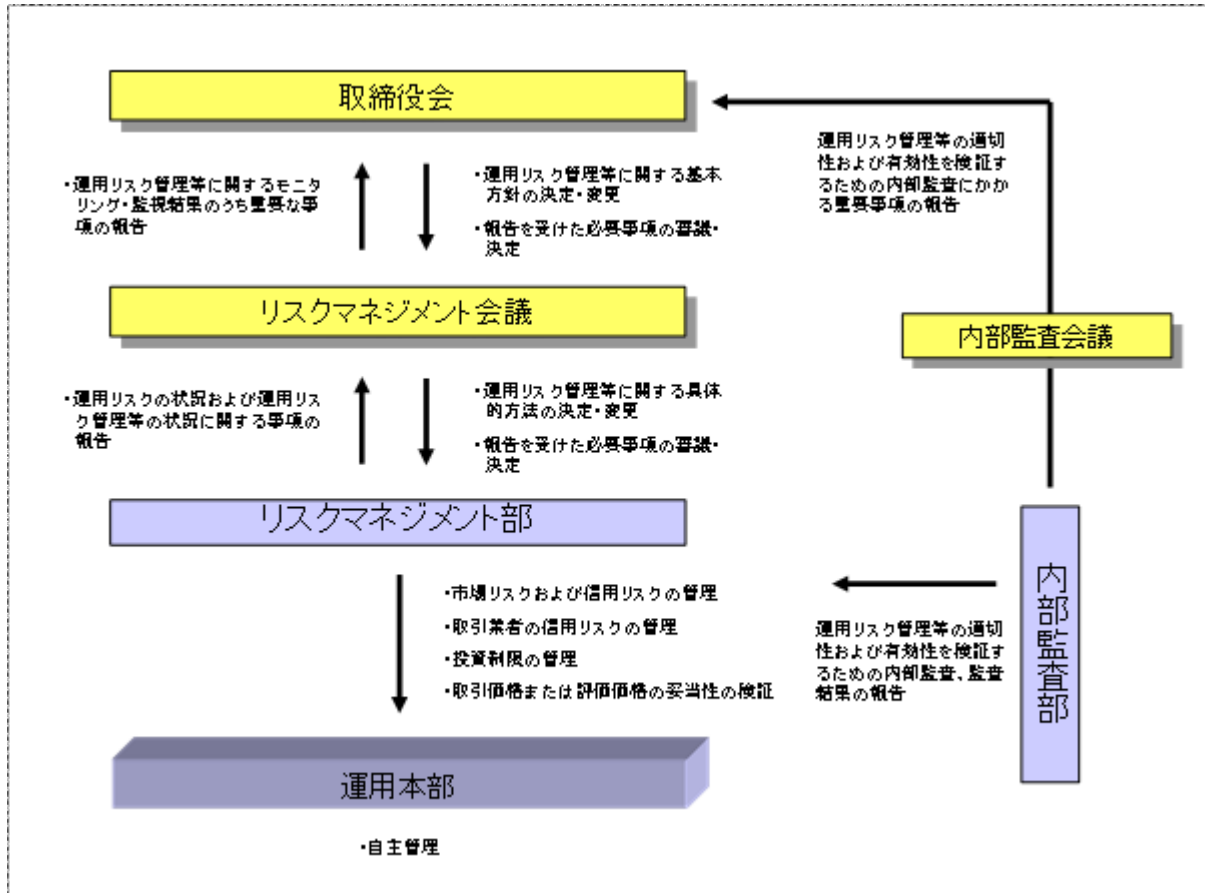 取締役会
・運用リスク管理等に関するモニタ
リング・監視結果のうち重要な事
項の報告
・運用リスク管理等に関する基本
方針の決定・変更
・報告を受けた必要事項の審議・
決定
運用リスク管理等の適切
性および有効性を検証す
るための内部監査にかか
る重要事項の報告
リスクマネジメント会議
内部監査会議
・運用リスクの状況および運用リス
ク管理等の状況に関する事項の
報告
・運用リスク管理等に関する具体
的方法の決定・変更
・報告を受けた必要事項の審議・
決定
リスクマネジメント部
・市場リスクおよび信用リスクの管理
・取引業者の信用リスクの管理
・投資制限の管理
・取引価格または評価価格の妥当性の検証
運用リスク管理等の適切
性および有効性を検証す
るための内部監査、監査
結果の報告
内部監査部
運用本部
・自主管理